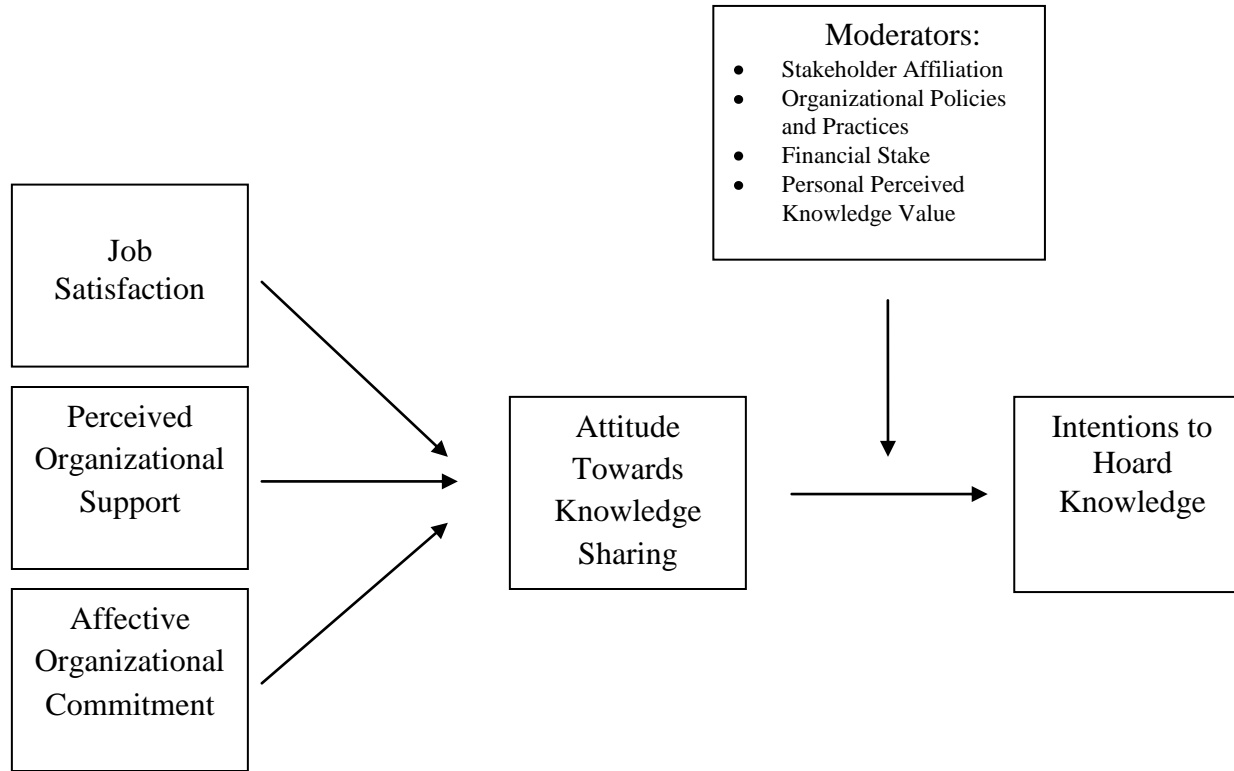 Moderators:
• Stakeholder Affiliation
• Organizational Policies
and Practices
• Financial Stake
• Personal Perceived
Knowledge Value
Job
Satisfaction
Perceived
Organizational
Support
Affective
Organizational
Commitment
Attitude
Towards
Knowledge
Sharing
Intentions to
Hoard
Knowledge